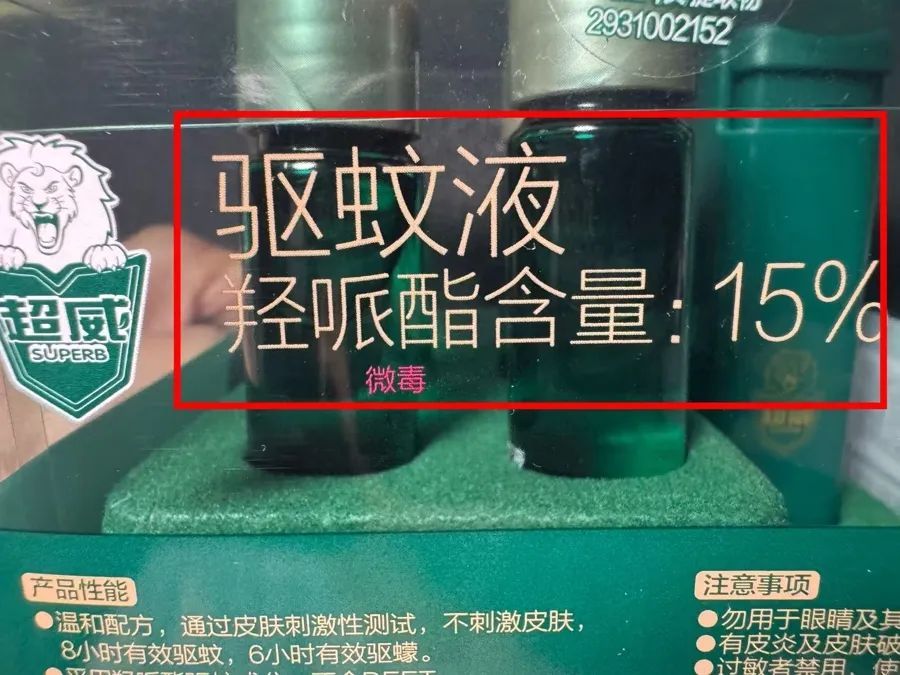 2931002152
驱蚊液
羟哌酯含量：15%
微毒
超威
SUPERB
产品性能
●温和配方，通过皮肤刺激性测试，不刺激皮肤，
8小时有效驱蚊，6小时有效驱蠓。
注意事项
●勿用于眼睛及其
●有皮炎及皮肤破
●过敏者禁用，使